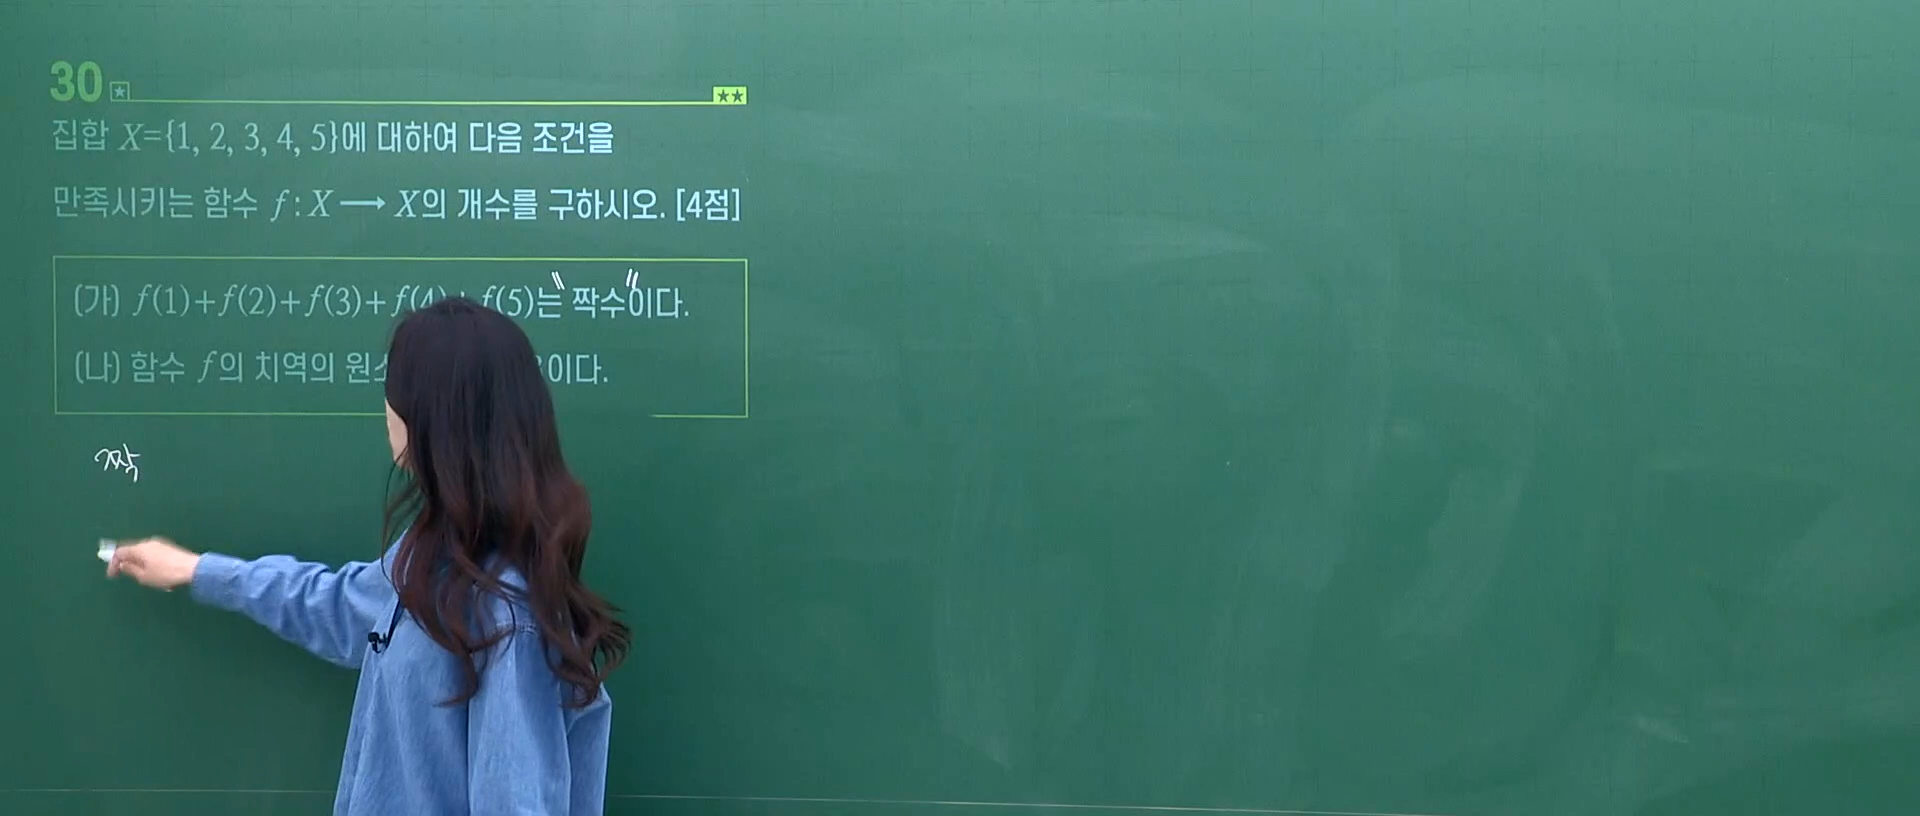 30
집합 X={1, 2, 3, 4, 5}에 대하여 다음 조건을
만족시키는 함수 f : X → X의 개수를 구하시오. [4점]
(가) f(1)+f(2)+f(3)+f(4)+f(5)는 "짝수"이다.
(나) 함수 f의 치역의 이다.
짝